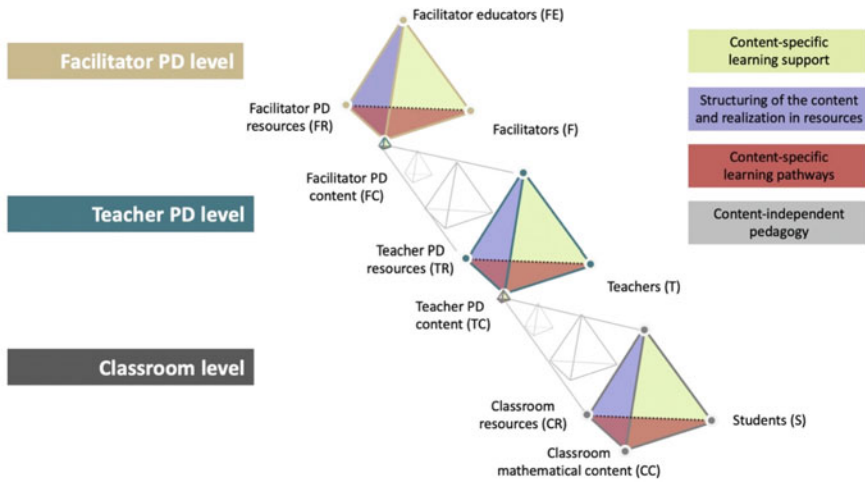 Facilitator educators (FE)
Facilitator PD level
Content-specific
learning support
Facilitator PD
resources (FR)
Facilitators (F)
Structuring of the content
and realization in resources
Facilitator PD
content (FC)
Content-specific
learning pathways
Teacher PD level
Content-independent
pedagogy
Teacher PD
resources (TR)
Teachers (T)
Teacher PD
content (TC)
Classroom level
Classroom
resources (CR)
Students (S)
Classroom
mathematical content (CC)